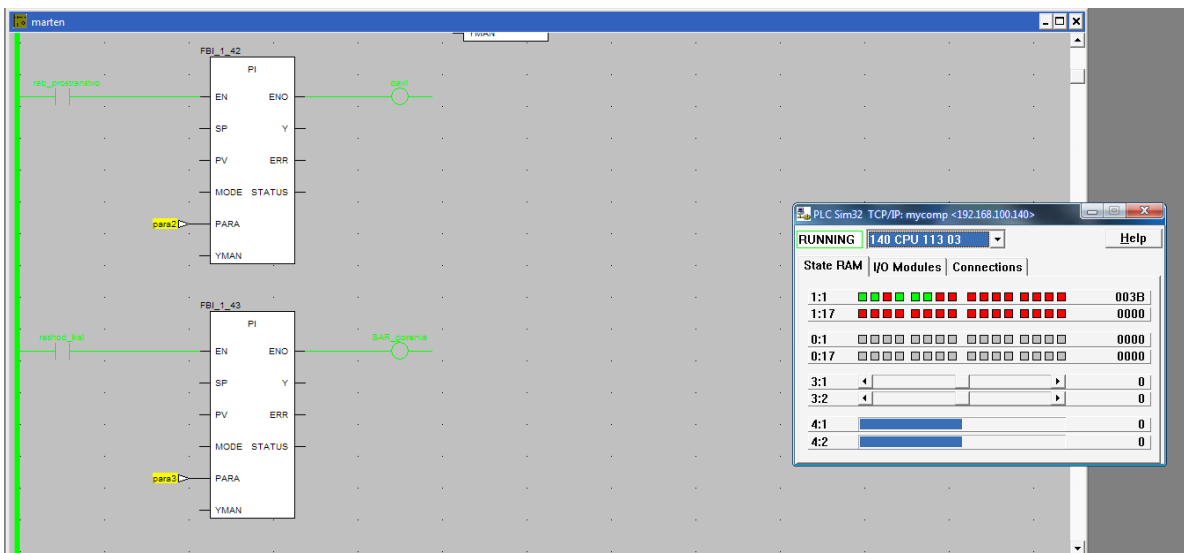 marten
YMAN
FBI_1_42
PI
EN ENO
SP Y
PV ERR
MODE STATUS
para2 PARA
YMAN
FBI_1_43
PI
EN ENO
SP Y
PV ERR
MODE STATUS
para3 PARA
YMAN
PLC Sim32 TCP/IP: mycomp <192.168.100.140>
RUNNING 140 CPU 113 03 Help
State RAM I/O Modules Connections
1:1 003B
1:17 0000
0:1 0000
0:17 0000
3:1 0
3:2 0
4:1 0
4:2 0